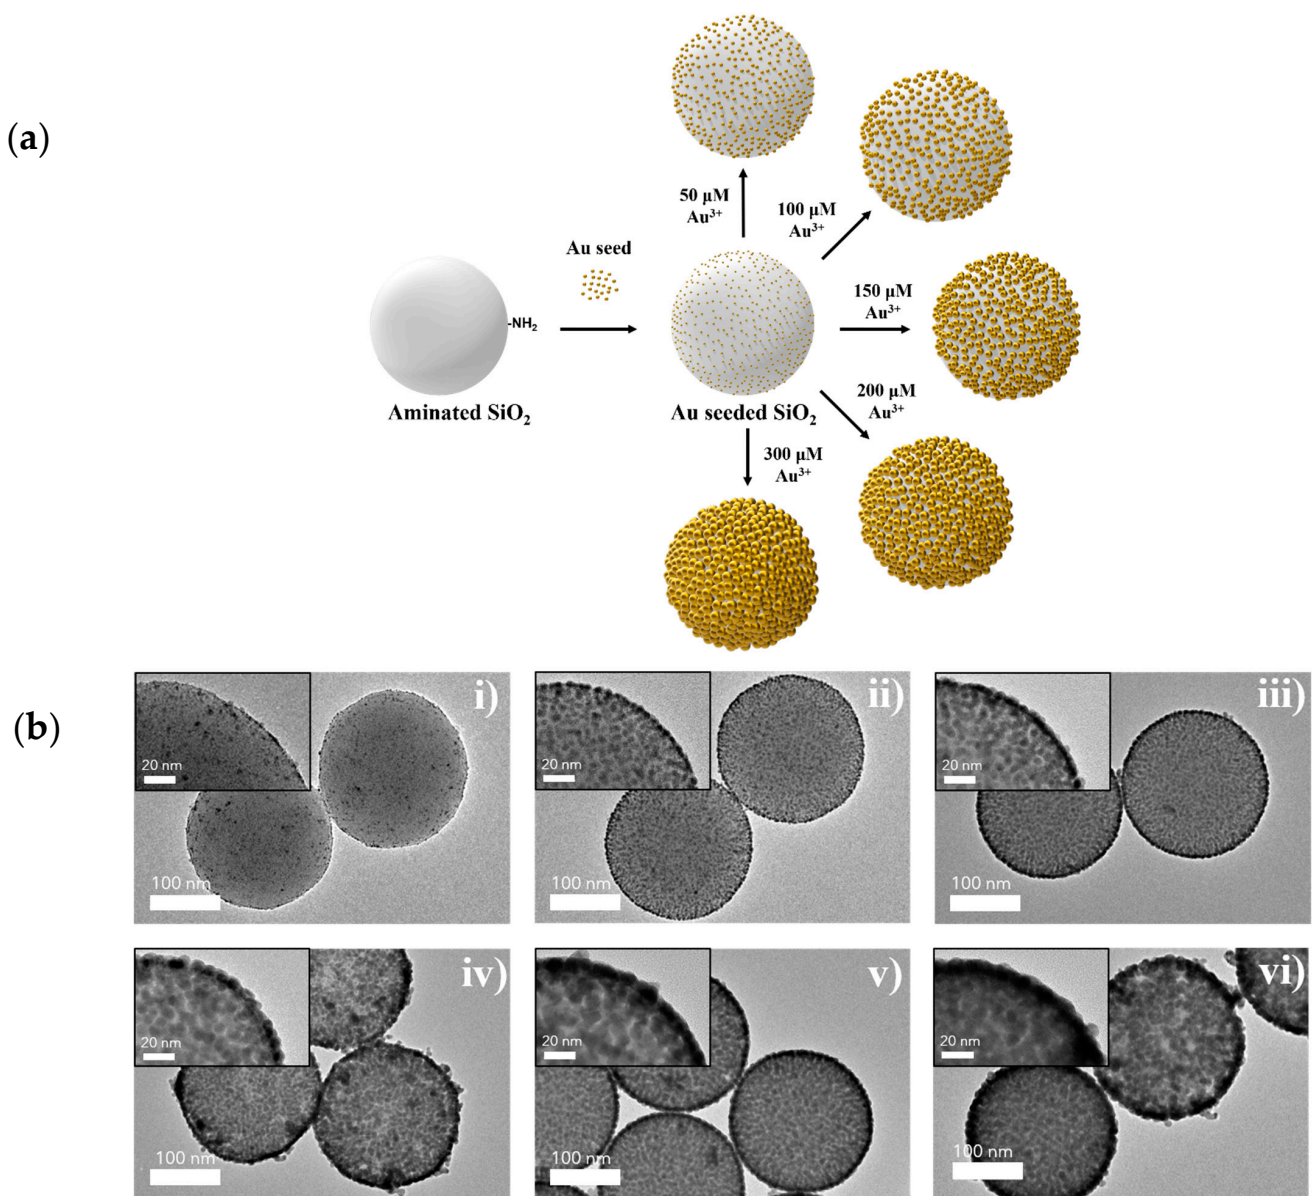 (a)
50 μM
Au³⁺
100 μM
Au³⁺
Au seed
150 μM
Au³⁺
-NH₂
Aminated SiO₂
Au seeded SiO₂
200 μM
Au³⁺
300 μM
Au³⁺
(b)
i)
20 nm
100 nm
ii)
20 nm
100 nm
iii)
20 nm
100 nm
iv)
20 nm
100 nm
v)
20 nm
100 nm
vi)
20 nm
100 nm